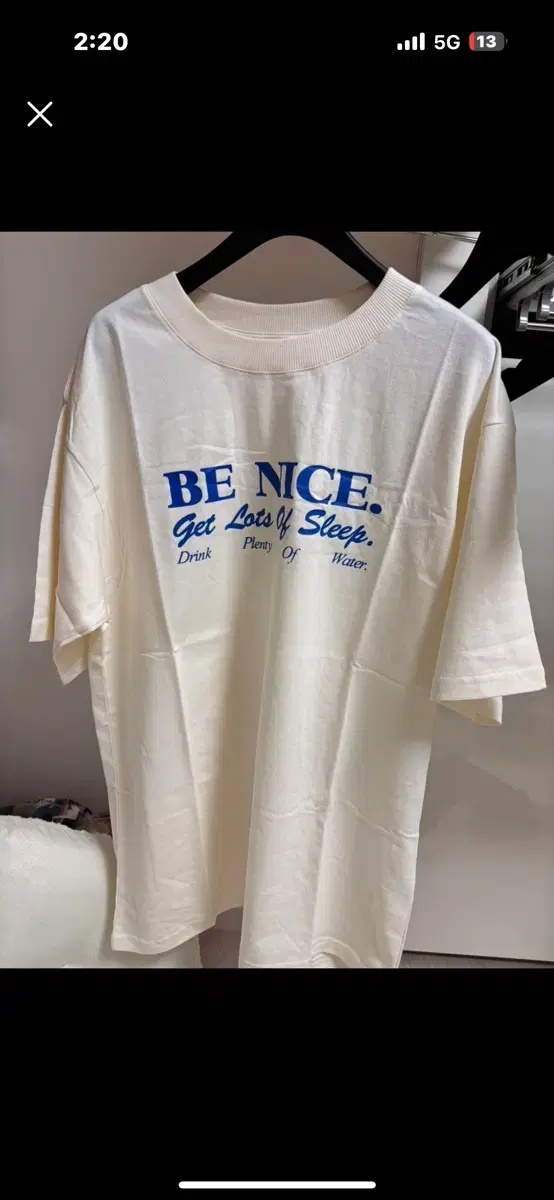 2:20 5G 13
BE NICE.
Get Lots Of Sleep.
Drink Plenty Of Water.